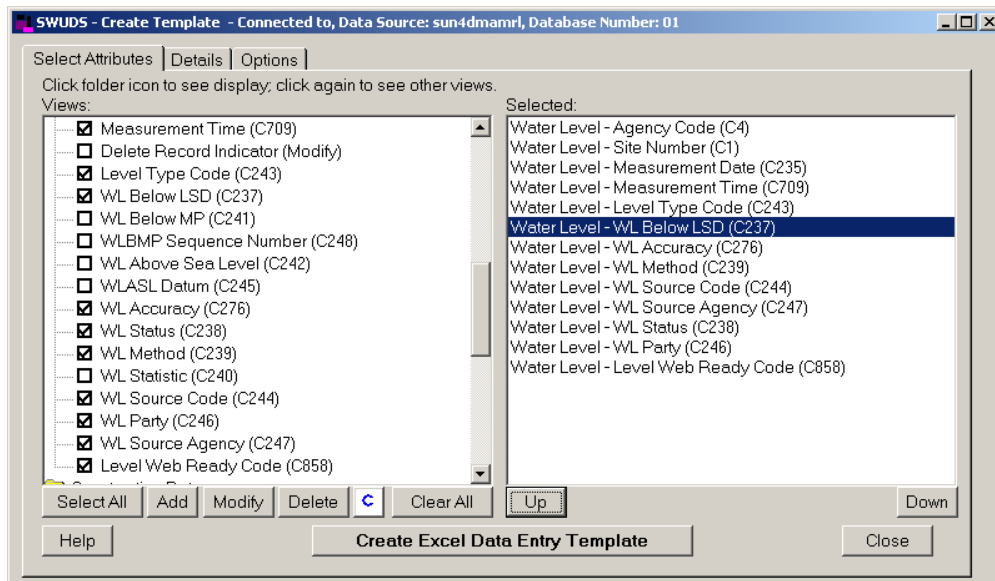 SWUDS - Create Template - Connected to, Data Source: sun4dmamrl, Database Number: 01
Select Attributes
Details
Options
Click folder icon to see display; click again to see other views.
Views:
Measurement Time (C709)
Delete Record Indicator (Modify)
Level Type Code (C243)
WL Below LSD (C237)
WL Below MP (C241)
WLBMP Sequence Number (C248)
WL Above Sea Level (C242)
WLASL Datum (C245)
WL Accuracy (C276)
WL Status (C238)
WL Method (C239)
WL Statistic (C240)
WL Source Code (C244)
WL Party (C246)
WL Source Agency (C247)
Level Web Ready Code (C858)
Selected:
Water Level - Agency Code (C4)
Water Level - Site Number (C1)
Water Level - Measurement Date (C235)
Water Level - Measurement Time (C709)
Water Level - Level Type Code (C243)
Water Level - WL Below LSD (C237)
Water Level - WL Accuracy (C276)
Water Level - WL Method (C239)
Water Level - WL Source Code (C244)
Water Level - WL Source Agency (C247)
Water Level - WL Status (C238)
Water Level - WL Party (C246)
Water Level - Level Web Ready Code (C858)
Select All
Add
Modify
Delete
C
Clear All
Up
Down
Help
Create Excel Data Entry Template
Close